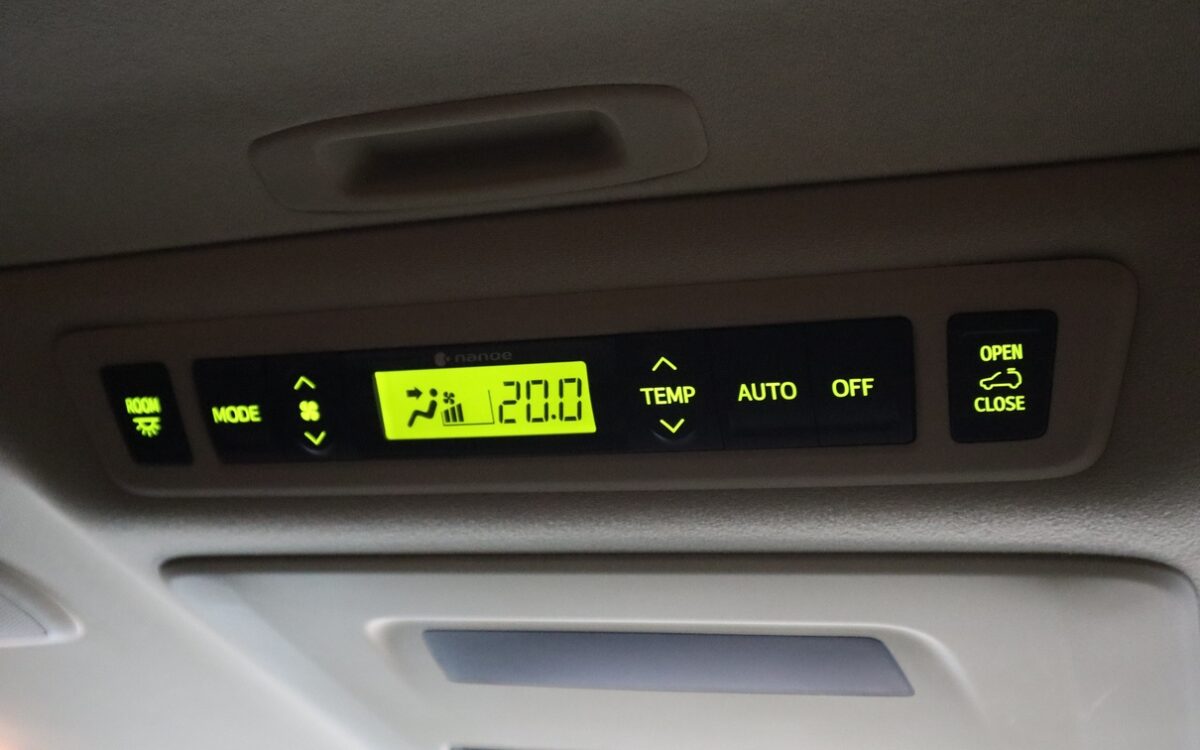 nanoe
ROOM
MODE
20.0
TEMP
AUTO
OFF
OPEN
CLOSE